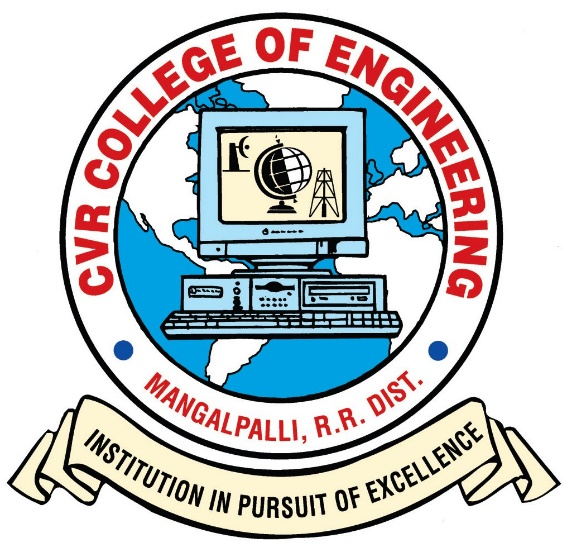 CVR COLLEGE OF ENGINEERING
MANGALPALLI, R.R. DIST.
INSTITUTION IN PURSUIT OF EXCELLENCE